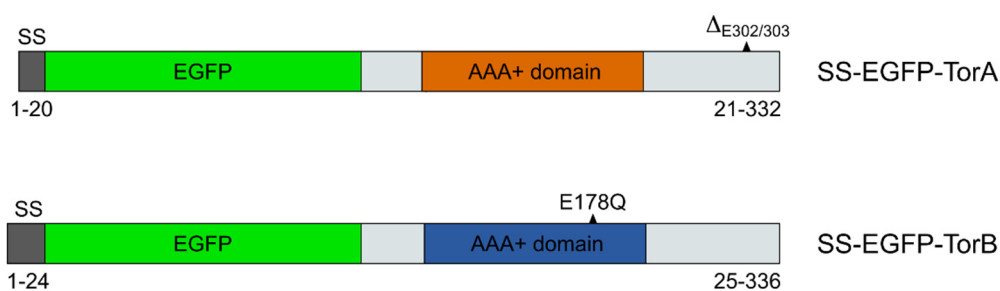 ΔE302/303
SS
EGFP
AAA+ domain
SS-EGFP-TorA
1-20
21-332
E178Q
SS
EGFP
AAA+ domain
SS-EGFP-TorB
1-24
25-336